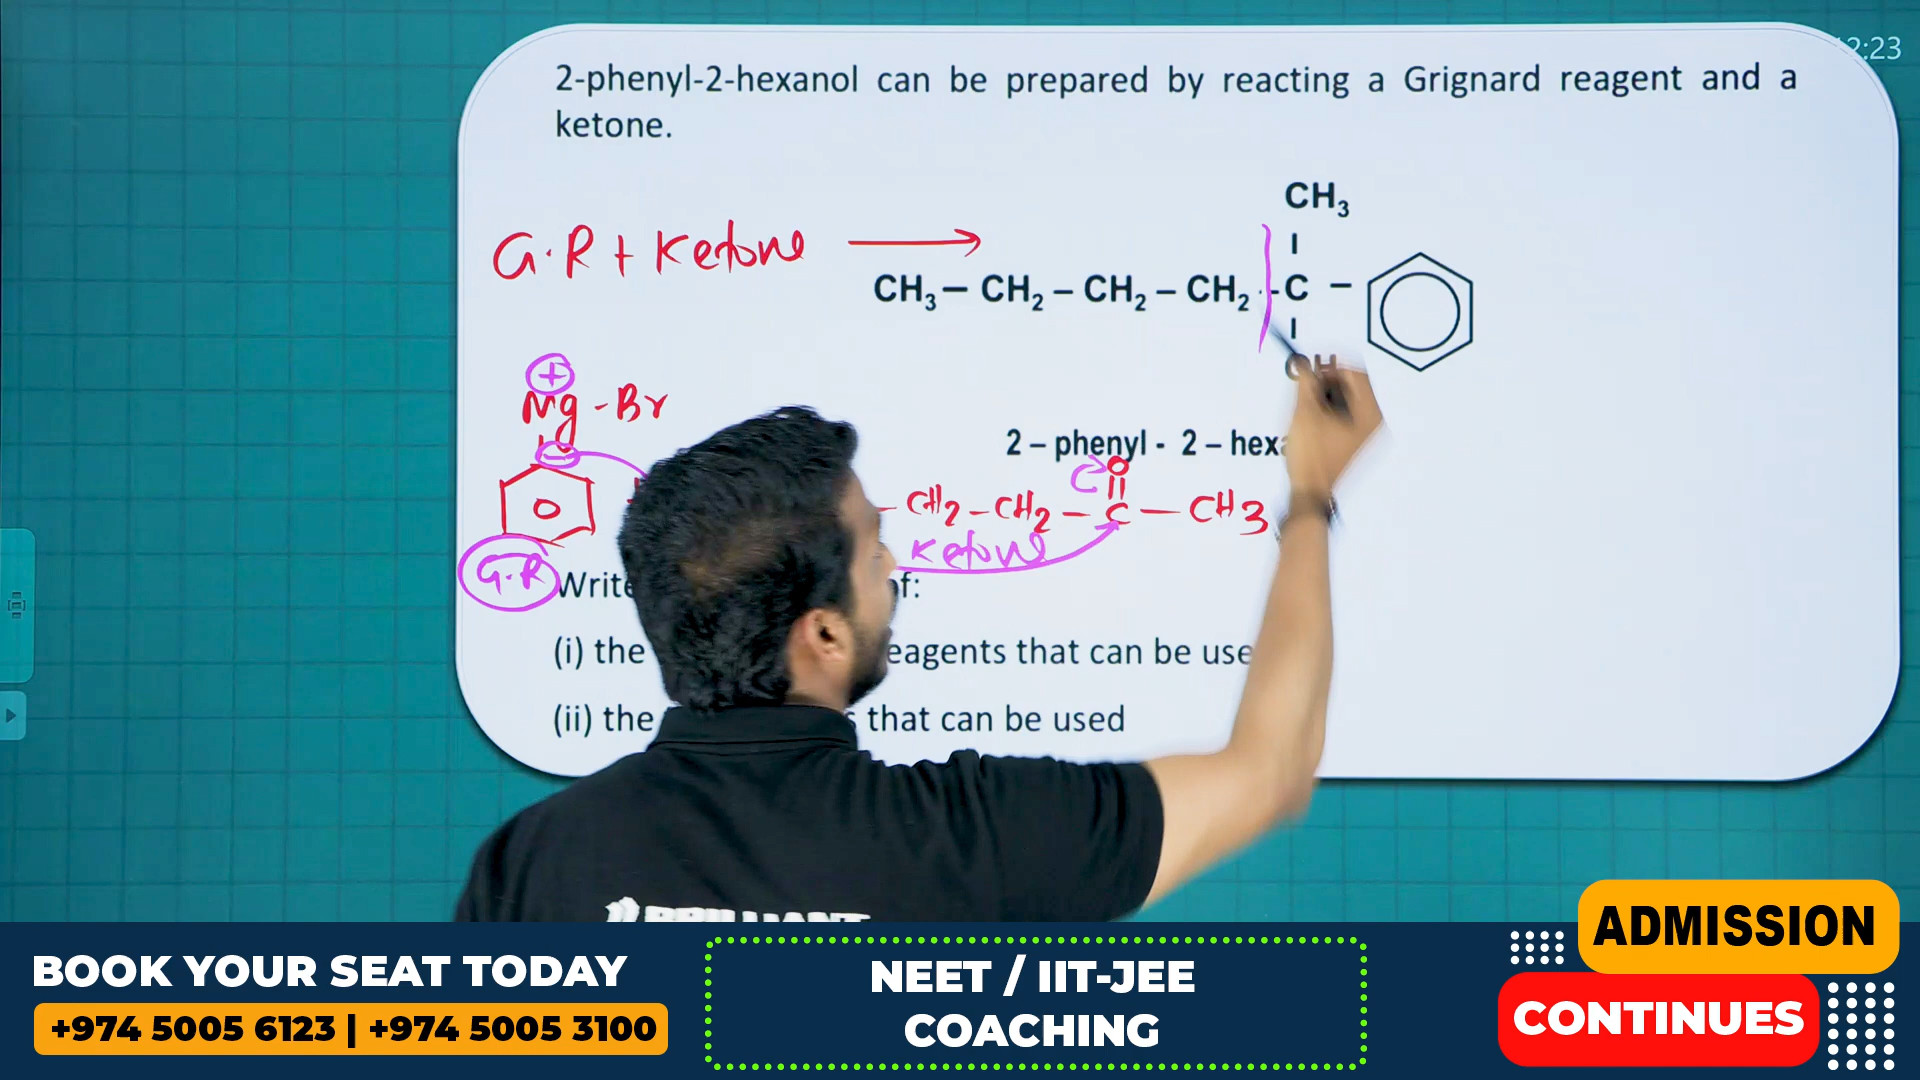 2:23
2-phenyl-2-hexanol can be prepared by reacting a Grignard reagent and a
ketone.
G.R + Ketone →
CH3
CH3 – CH2 – CH2 – CH2 – C –
OH
Mg - Br
2 – phenyl - 2 – hex
O
– CH2 – CH2 – C – CH3
Ketone
G.R
Write
(i) the eagents that can be use
(ii) the that can be used
BRILLIANT
BOOK YOUR SEAT TODAY
+974 5005 6123 | +974 5005 3100
NEET / IIT-JEE
COACHING
ADMISSION
CONTINUES